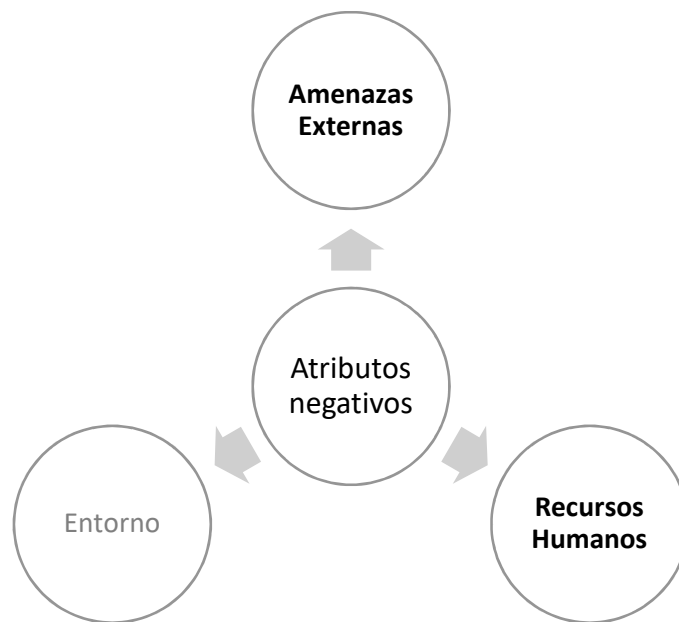 Amenazas
Externas
Atributos
negativos
Entorno
Recursos
Humanos